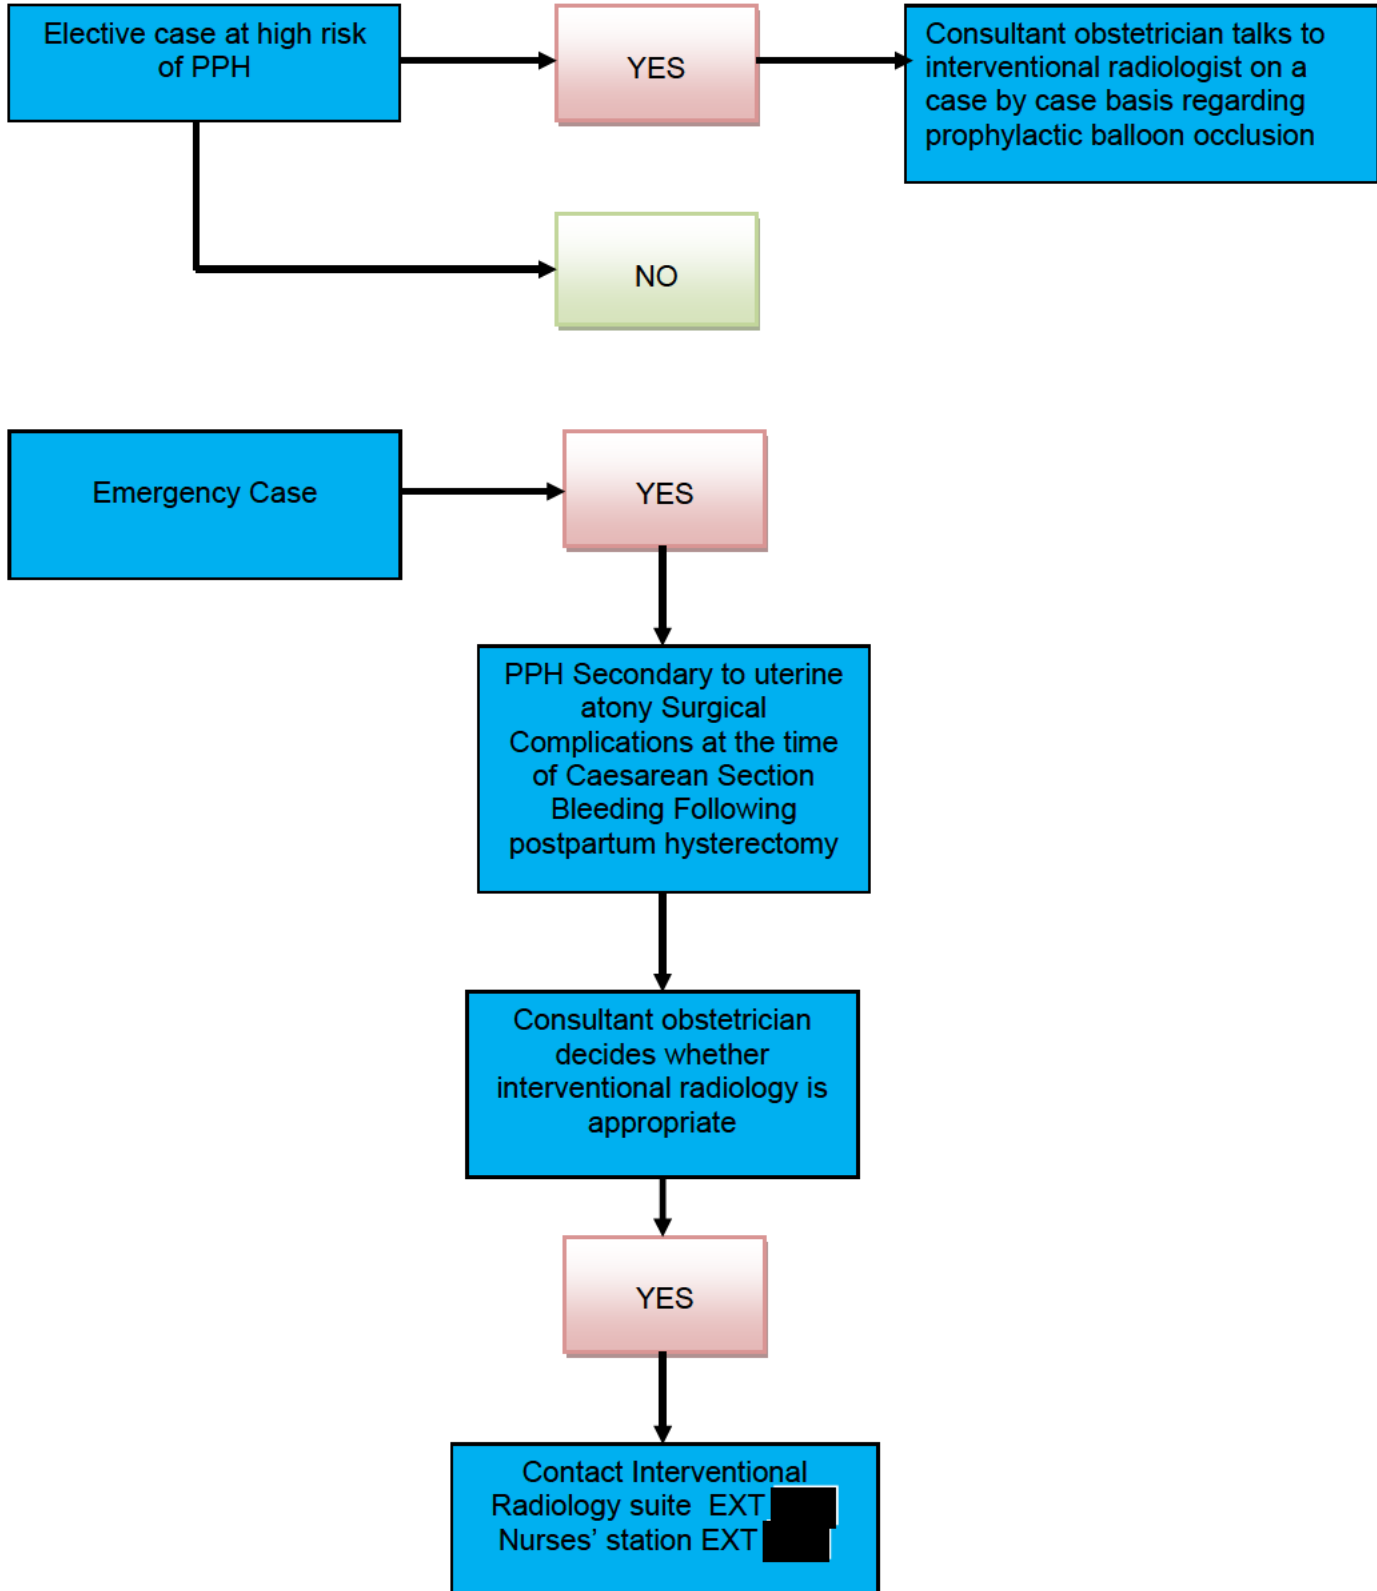 Elective case at high risk
of PPH
YES
Consultant obstetrician talks to
interventional radiologist on a
case by case basis regarding
prophylactic balloon occlusion
NO
Emergency Case
YES
PPH Secondary to uterine
atony Surgical
Complications at the time
of Caesarean Section
Bleeding Following
postpartum hysterectomy
Consultant obstetrician
decides whether
interventional radiology is
appropriate
YES
Contact Interventional
Radiology suite EXT
Nurses’ station EXT